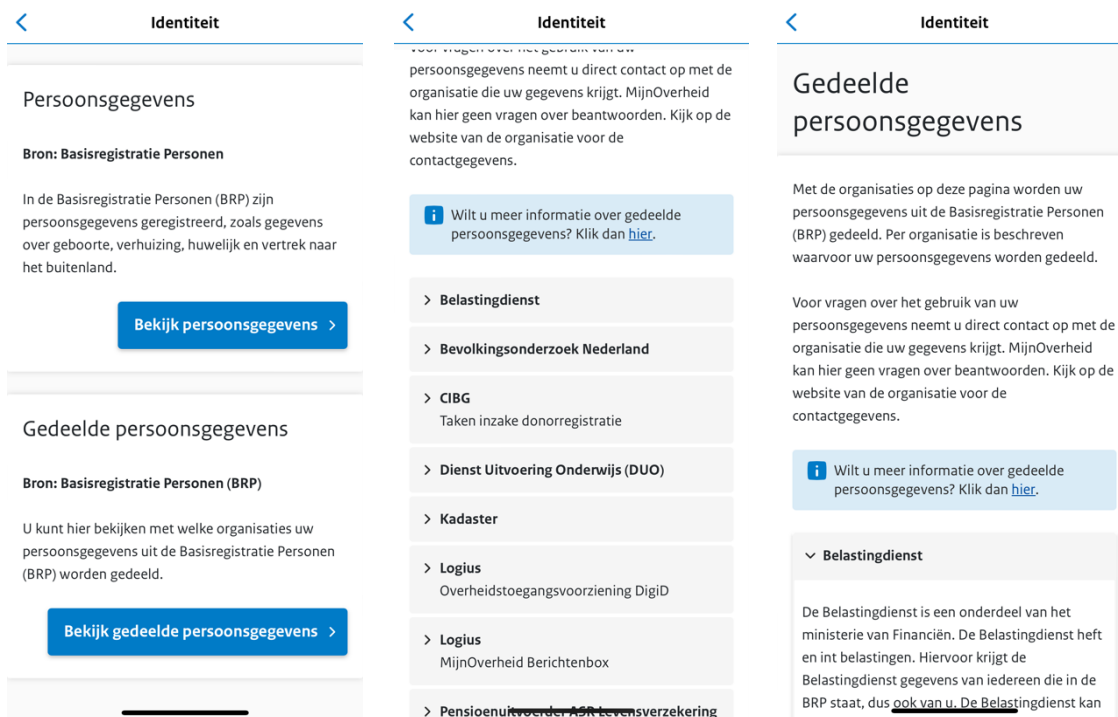 Identiteit
Persoonsgegevens
Bron: Basisregistratie Personen
In de Basisregistratie Personen (BRP) zijn
persoonsgegevens geregistreerd, zoals gegevens
over geboorte, verhuizing, huwelijk en vertrek naar
het buitenland.
Bekijk persoonsgegevens
Gedeelde persoonsgegevens
Bron: Basisregistratie Personen (BRP)
U kunt hier bekijken met welke organisaties uw
persoonsgegevens uit de Basisregistratie Personen
(BRP) worden gedeeld.
Bekijk gedeelde persoonsgegevens
Identiteit
Voor vragen over het gebruik van uw
persoonsgegevens neemt u direct contact op met de
organisatie die uw gegevens krijgt. MijnOverheid
kan hier geen vragen over beantwoorden. Kijk op de
website van de organisatie voor de
contactgegevens.
Wilt u meer informatie over gedeelde
persoonsgegevens? Klik dan hier.
Belastingdienst
Bevolkingsonderzoek Nederland
CIBG
Taken inzake donorregistratie
Dienst Uitvoering Onderwijs (DUO)
Kadaster
Logius
Overheidstoegangsvoorziening DigiD
Logius
MijnOverheid Berichtenbox
Pensioenuitvoerder ASR Levensverzekering
Identiteit
Gedeelde
persoonsgegevens
Met de organisaties op deze pagina worden uw
persoonsgegevens uit de Basisregistratie Personen
(BRP) gedeeld. Per organisatie is beschreven
waarvoor uw persoonsgegevens worden gedeeld.
Voor vragen over het gebruik van uw
persoonsgegevens neemt u direct contact op met de
organisatie die uw gegevens krijgt. MijnOverheid
kan hier geen vragen over beantwoorden. Kijk op de
website van de organisatie voor de
contactgegevens.
Wilt u meer informatie over gedeelde
persoonsgegevens? Klik dan hier.
Belastingdienst
De Belastingdienst is een onderdeel van het
ministerie van Financiën. De Belastingdienst heft
en int belastingen. Hiervoor krijgt de
Belastingdienst gegevens van iedereen die in de
BRP staat, dus ook van u. De Belastingdienst kan